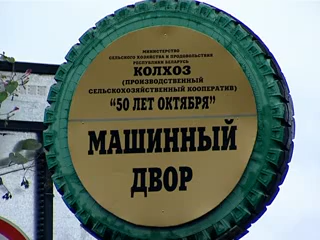 МИНИСТЕРСТВО
СЕЛЬСКОГО ХОЗЯЙСТВА И ПРОДОВОЛЬСТВИЯ
РЕСПУБЛИКИ БЕЛАРУСЬ
КОЛХОЗ
(ПРОИЗВОДСТВЕННЫЙ
СЕЛЬСКОХОЗЯЙСТВЕННЫЙ КООПЕРАТИВ)
"50 ЛЕТ ОКТЯБРЯ"
МАШИННЫЙ
ДВОР